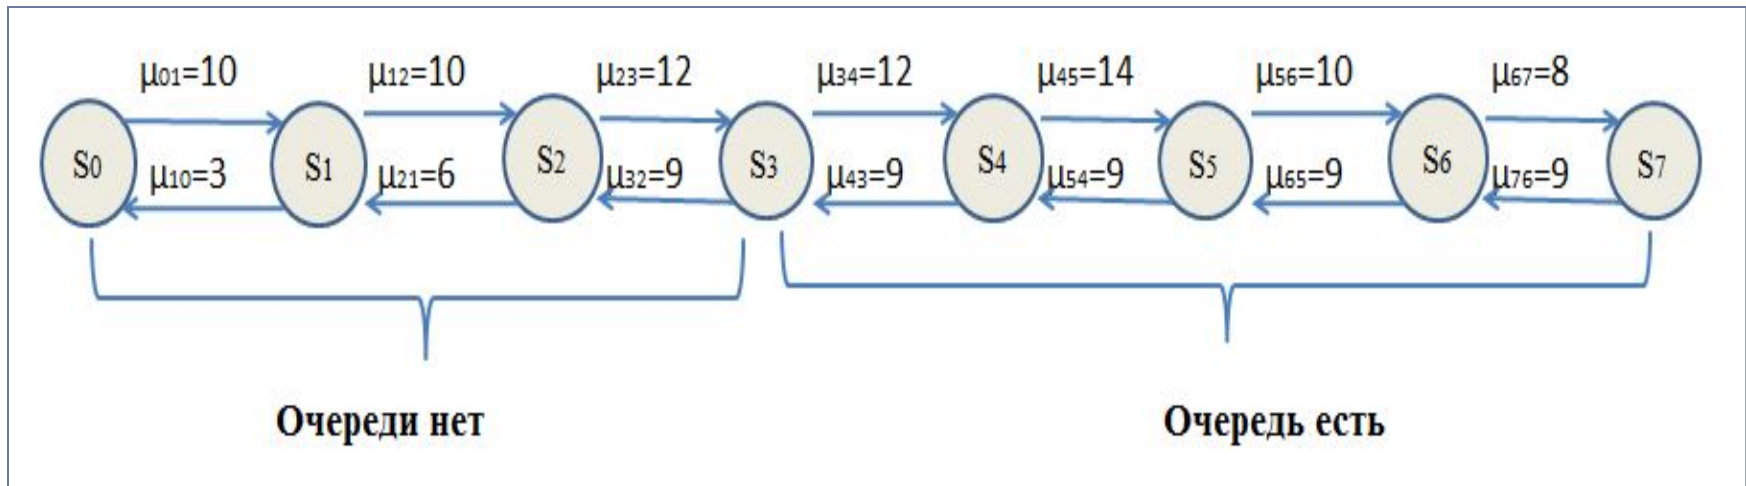 μ01=10 μ12=10 μ23=12 μ34=12 μ45=14 μ56=10 μ67=8
S0 S1 S2 S3 S4 S5 S6 S7
μ10=3 μ21=6 μ32=9 μ43=9 μ54=9 μ65=9 μ76=9
Очереди нет Очередь есть